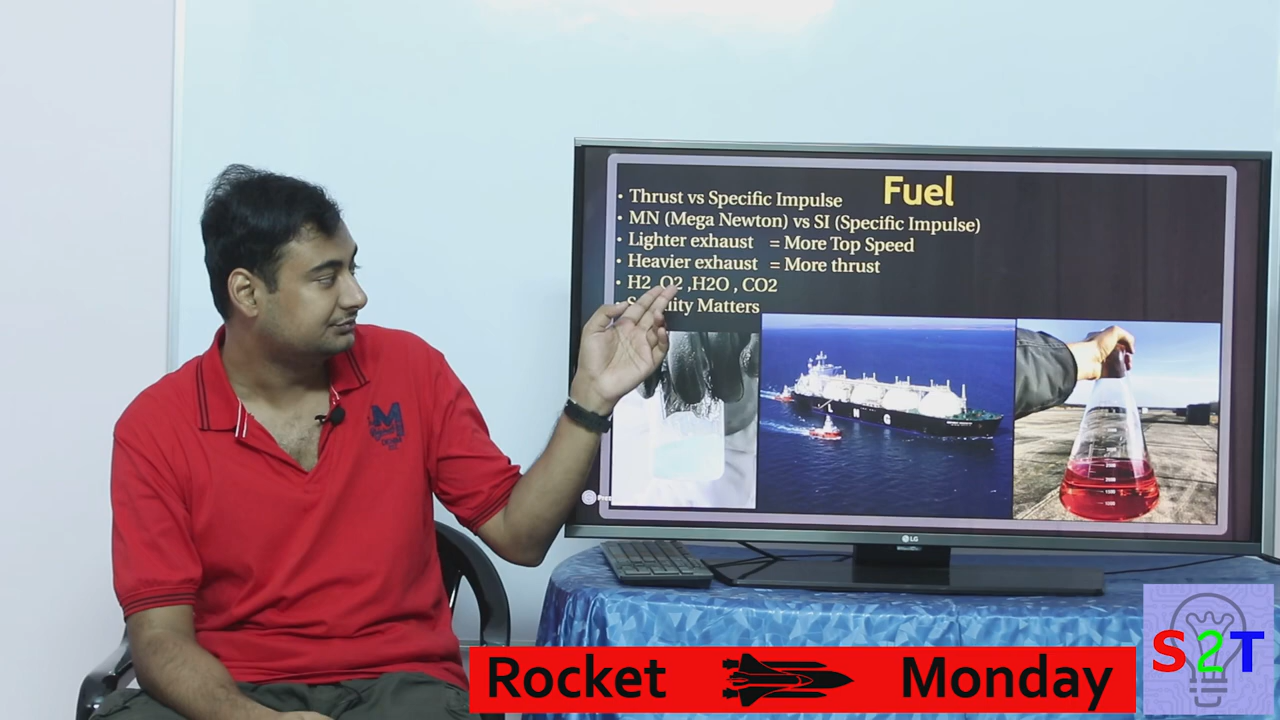 Fuel
• Thrust vs Specific Impulse
• MN (Mega Newton) vs SI (Specific Impulse)
• Lighter exhaust = More Top Speed
• Heavier exhaust = More thrust
• H2 O2 ,H2O , CO2
Matters
L N G
M
LG
Rocket Monday
S2T